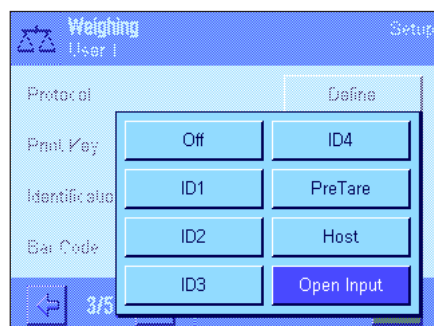 Weighing
User 1
Setup
Protocol
Define
Print Key
Identificatio
Bar Code
Off
ID4
ID1
PreTare
ID2
Host
ID3
Open Input
3/5